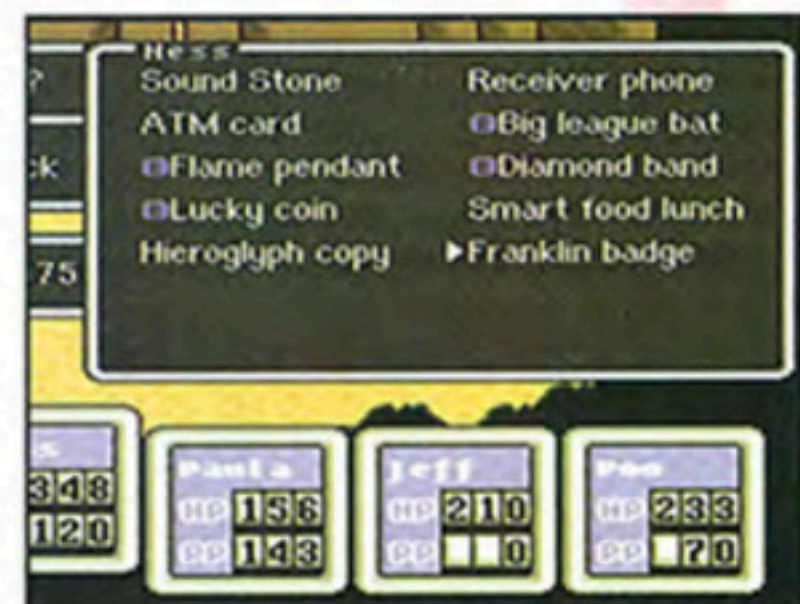 Ness
?
Sound Stone Receiver phone
ATM card Big league bat
ck
Flame pendant Diamond band
Lucky coin Smart food lunch
Hieroglyph copy ▶Franklin badge
75
s
348
120
Paula
HP 156
PP 143
Jeff
HP 210
PP 0
Poo
HP 233
PP 70